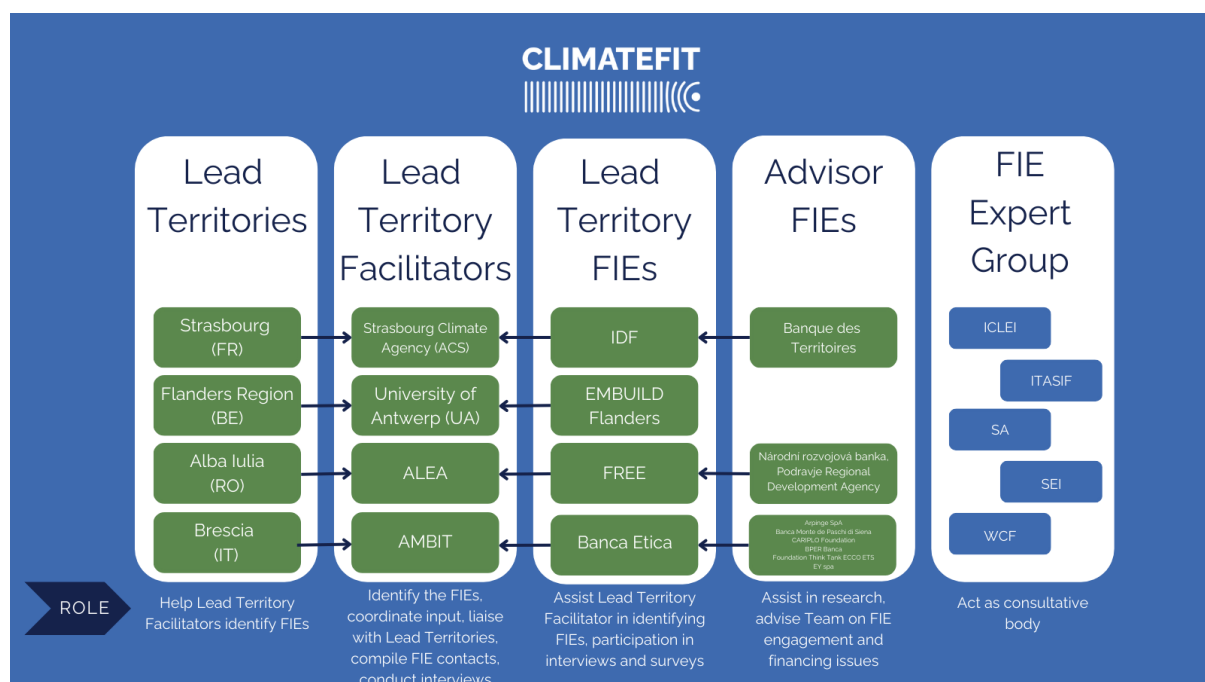 CLIMATEFIT
Lead
Territories
Lead
Territory
Facilitators
Lead
Territory
FIEs
Advisor
FIEs
FIE
Expert
Group
Strasbourg
(FR)
Strasbourg Climate
Agency (ACS)
IDF
Banque des
Territoires
Flanders Region
(BE)
University of
Antwerp (UA)
EMBUILD
Flanders
Alba Iulia
(RO)
ALEA
FREE
Národní rozvojová banka,
Podravje Regional
Development Agency
Brescia
(IT)
AMBIT
Banca Etica
Arpinge SpA
Banca Monte de Paschi di Siena
CARIPLO Foundation
BPER Banca
Foundation Think Tank ECCO ETS
EY spa
ICLEI
ITASIF
SA
SEI
WCF
ROLE
Help Lead Territory
Facilitators identify FIEs
Identify the FIEs,
coordinate input, liaise
with Lead Territories,
compile FIE contacts,
conduct interviews
Assist Lead Territory
Facilitator in identifying
FIEs, participation in
interviews and surveys
Assist in research,
advise Team on FIE
engagement and
financing issues
Act as consultative
body